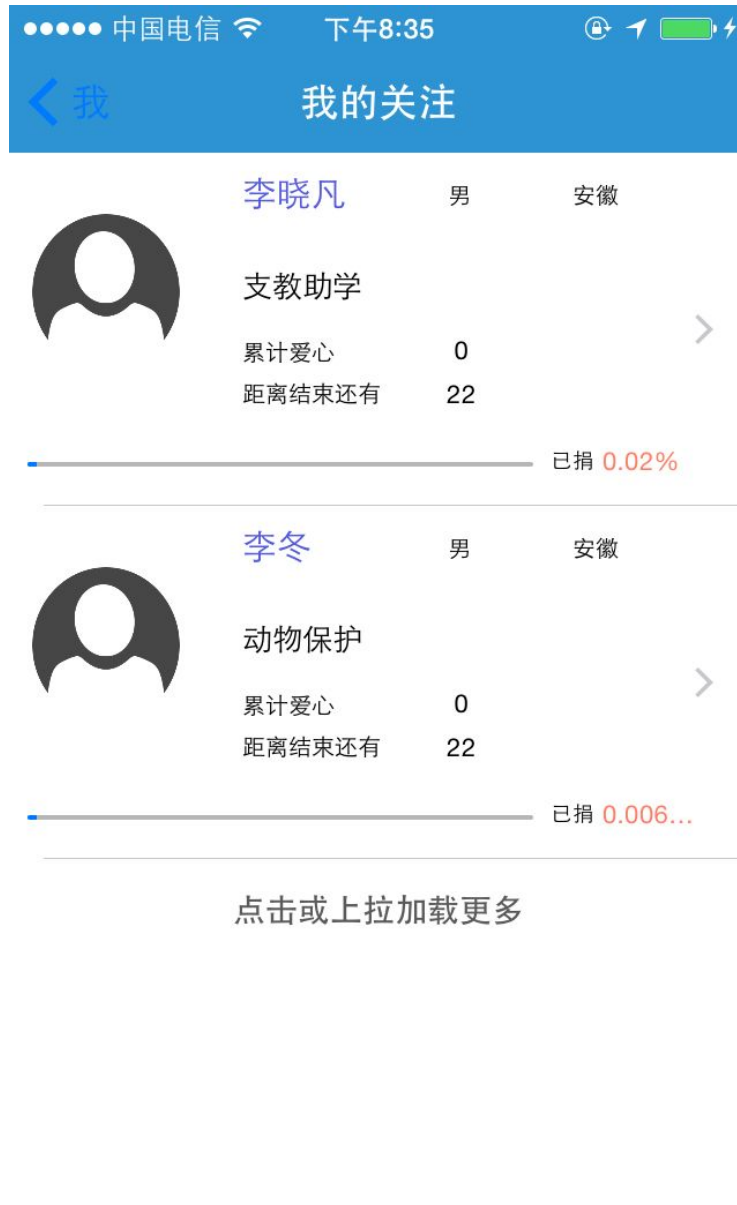 中国电信 下午8:35
我 我的关注
李晓凡 男 安徽
支教助学
累计爱心 0
距离结束还有 22
已捐 0.02%
李冬 男 安徽
动物保护
累计爱心 0
距离结束还有 22
已捐 0.006...
点击或上拉加载更多